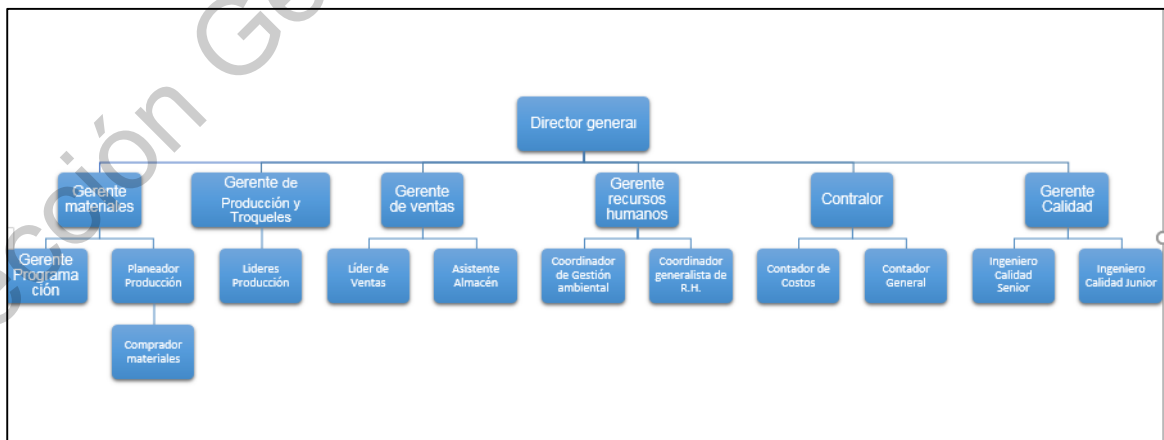 ección Ge
Director general
Gerente
materiales
Gerente de
Producción y
Troqueles
Gerente
de ventas
Gerente
recursos
humanos
Contralor
Gerente
Calidad
Gerente
Programa
ción
Planeador
Producción
Lideres
Producción
Líder de
Ventas
Asistente
Almacén
Coordinador
de Gestión
ambiental
Coordinador
generalista de
R.H.
Contador de
Costos
Contador
General
Ingeniero
Calidad
Senior
Ingeniero
Calidad Junior
Comprador
materiales